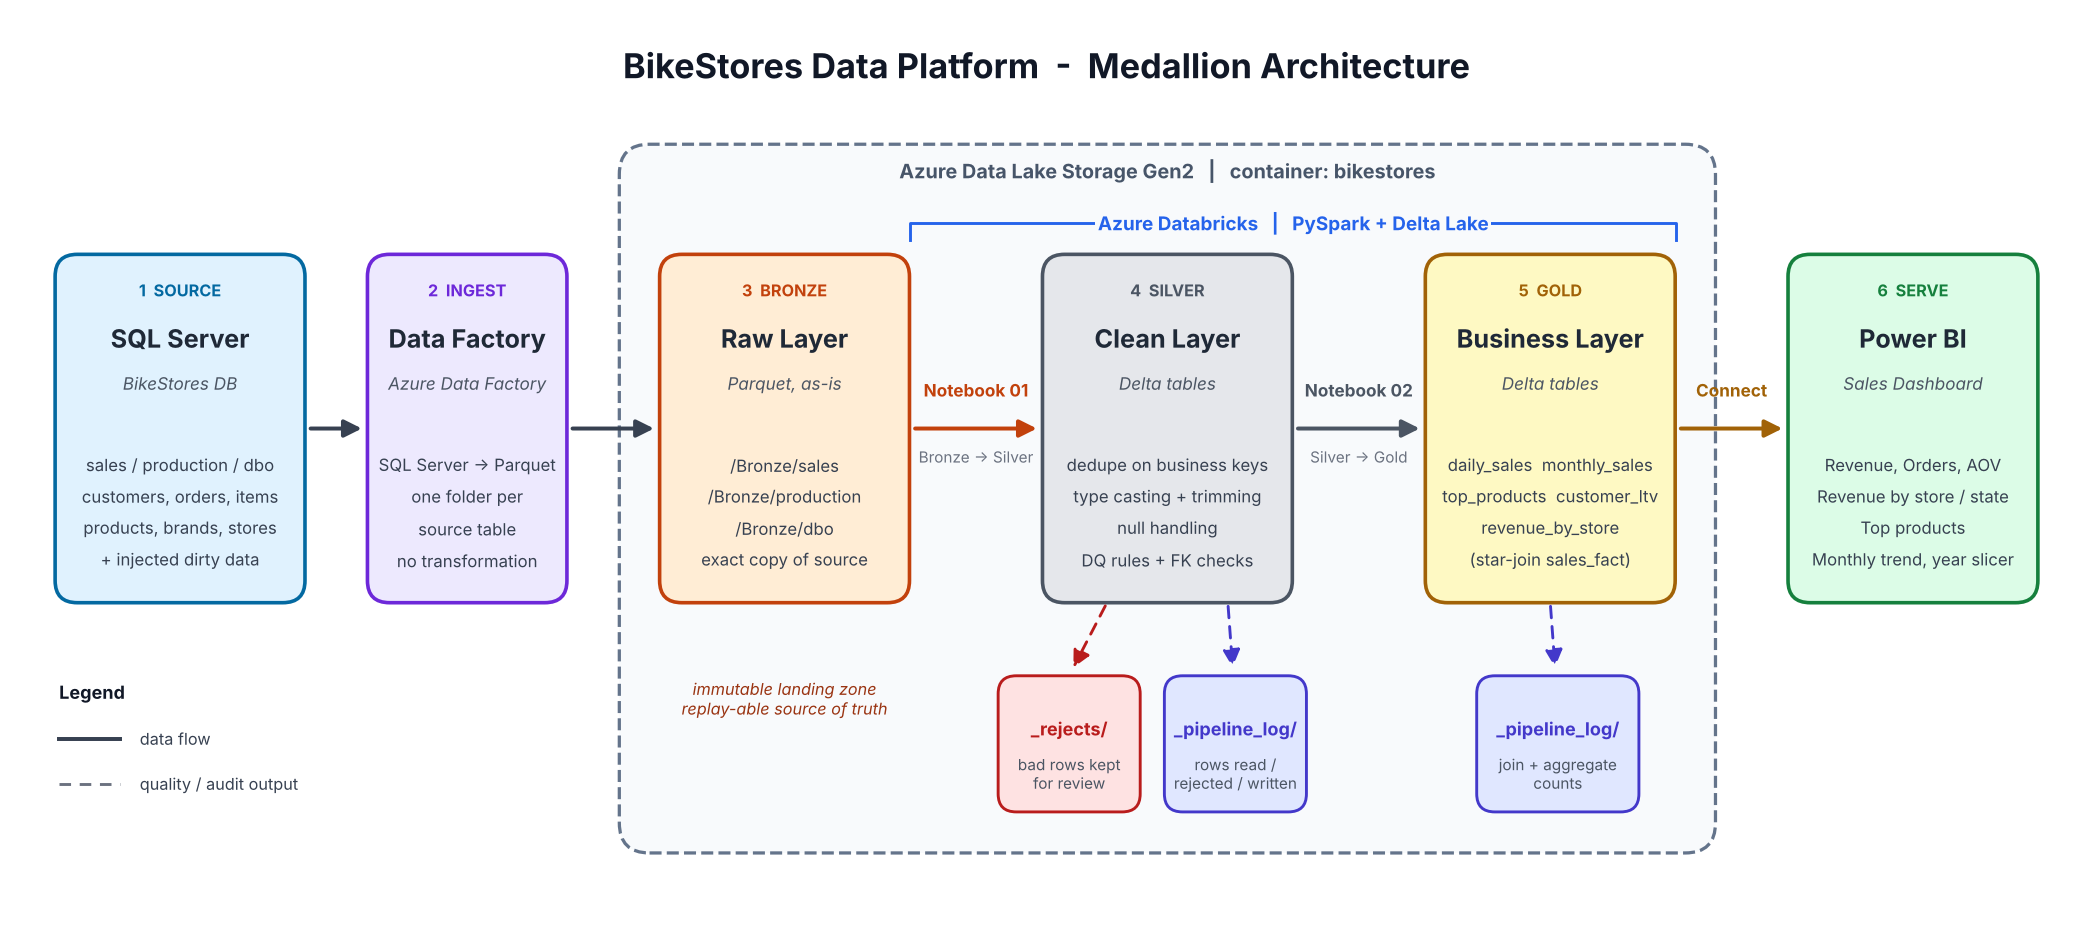 BikeStores Data Platform - Medallion Architecture
Azure Data Lake Storage Gen2 | container: bikestores
Azure Databricks | PySpark + Delta Lake
1 SOURCE
SQL Server
BikeStores DB
sales / production / dbo
customers, orders, items
products, brands, stores
+ injected dirty data
2 INGEST
Data Factory
Azure Data Factory
SQL Server → Parquet
one folder per
source table
no transformation
3 BRONZE
Raw Layer
Parquet, as-is
/Bronze/sales
/Bronze/production
/Bronze/dbo
exact copy of source
Notebook 01
Bronze → Silver
4 SILVER
Clean Layer
Delta tables
dedupe on business keys
type casting + trimming
null handling
DQ rules + FK checks
Notebook 02
Silver → Gold
5 GOLD
Business Layer
Delta tables
daily_sales monthly_sales
top_products customer_ltv
revenue_by_store
(star-join sales_fact)
Connect
6 SERVE
Power BI
Sales Dashboard
Revenue, Orders, AOV
Revenue by store / state
Top products
Monthly trend, year slicer
immutable landing zone
replay-able source of truth
_rejects/
bad rows kept
for review
_pipeline_log/
rows read /
rejected / written
_pipeline_log/
join + aggregate
counts
Legend
data flow
quality / audit output